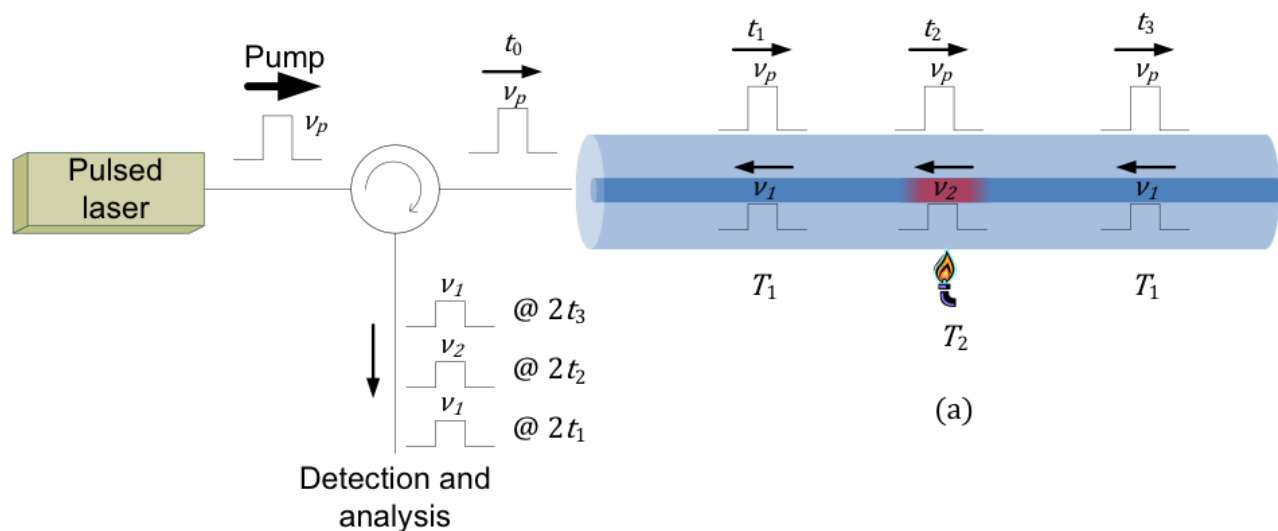 Pump
ν_p
Pulsed
laser
t_0
ν_p
t_1
ν_p
t_2
ν_p
t_3
ν_p
ν_1
ν_2
ν_1
T_1
T_2
T_1
ν_1 @ 2t_3
ν_2 @ 2t_2
ν_1 @ 2t_1
(a)
Detection and
analysis